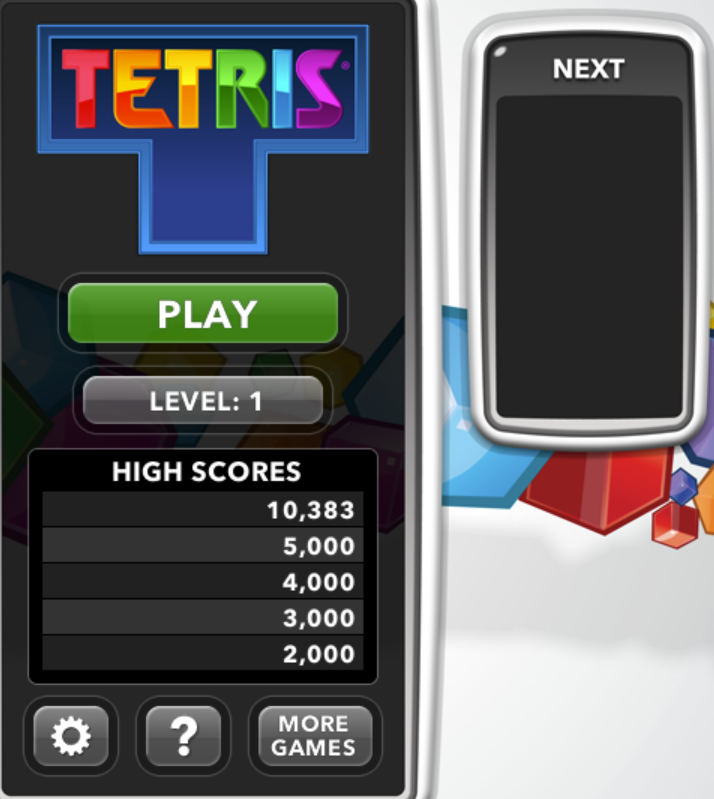 TETRIS®
NEXT
PLAY
LEVEL: 1
HIGH SCORES
10,383
5,000
4,000
3,000
2,000
?
MORE
GAMES